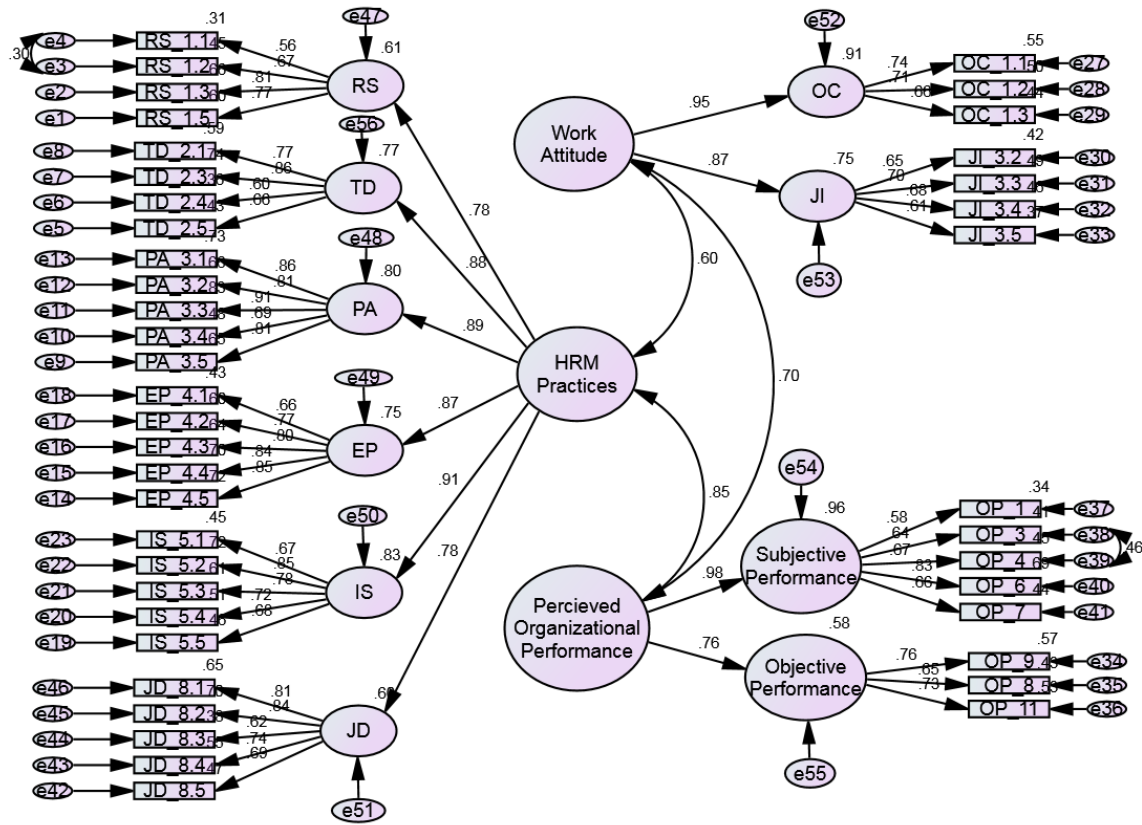 e47
.31
e4
RS_1.1
.56
.61
.30
e3
RS_1.2
.67
e2
RS_1.3
.81
RS
e1
RS_1.5
.77
e56
.59
e8
TD_2.1
.77
.77
e7
TD_2.3
.86
e6
TD_2.4
.60
TD
e5
TD_2.5
.66
.78
.88
.73
e48
e13
PA_3.1
.86
.80
e12
PA_3.2
.81
e11
PA_3.3
.91
PA
e10
PA_3.4
.69
e9
PA_3.5
.81
.89
.43
e49
e18
EP_4.1
.66
.75
e17
EP_4.2
.77
e16
EP_4.3
.80
EP
e15
EP_4.4
.84
e14
EP_4.5
.85
.87
.91
.78
.45
e50
e23
IS_5.1
.67
.83
e22
IS_5.2
.85
e21
IS_5.3
.78
IS
e20
IS_5.4
.72
e19
IS_5.5
.68
.65
e46
JD_8.1
.81
e45
JD_8.2
.84
e44
JD_8.3
.62
JD
e43
JD_8.4
.74
e42
JD_8.5
.69
e51
HRM
Practices
Work
Attitude
.95
.87
.60
.70
.85
e52
.91
OC
.55
.74
OC_1.1
e27
.71
OC_1.2
e28
OC_1.3
e29
.75
JI
.42
.65
JI_3.2
e30
JI_3.3
e31
.68
JI_3.4
e32
.61
JI_3.5
e33
e53
Percieved
Organizational
Performance
.98
.76
e54
.96
Subjective
Performance
.34
.58
OP_1
e37
.64
OP_3
e38
.67
OP_4
e39
.46
.83
OP_6
e40
.66
OP_7
e41
.58
Objective
Performance
.57
.76
OP_9
e34
.65
OP_8
e35
.73
OP_11
e36
e55